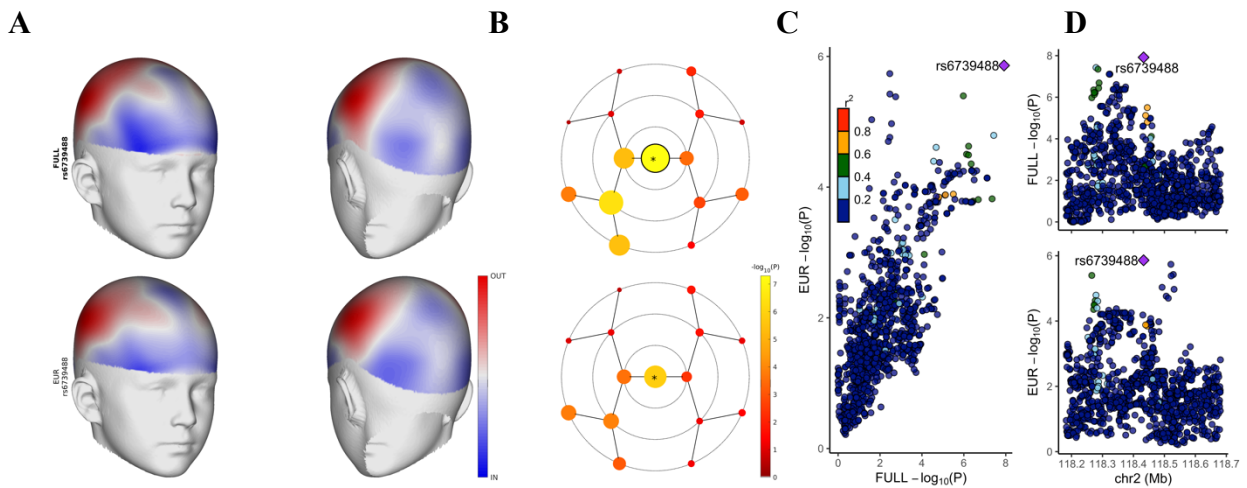 A
B
C
D
FULL
rs6739488
EUR
rs6739488
OUT
IN
*
-log₁₀(P)
7
6
5
4
3
2
1
0
*
EUR −log₁₀(P)
6
4
2
0
rs6739488
r²
0.8
0.6
0.4
0.2
0 2 4 6 8
FULL −log₁₀(P)
FULL −log₁₀(P)
8
6
4
2
0
rs6739488
EUR −log₁₀(P)
6
4
2
0
rs6739488
118.2 118.3 118.4 118.5 118.6 118.7
chr2 (Mb)